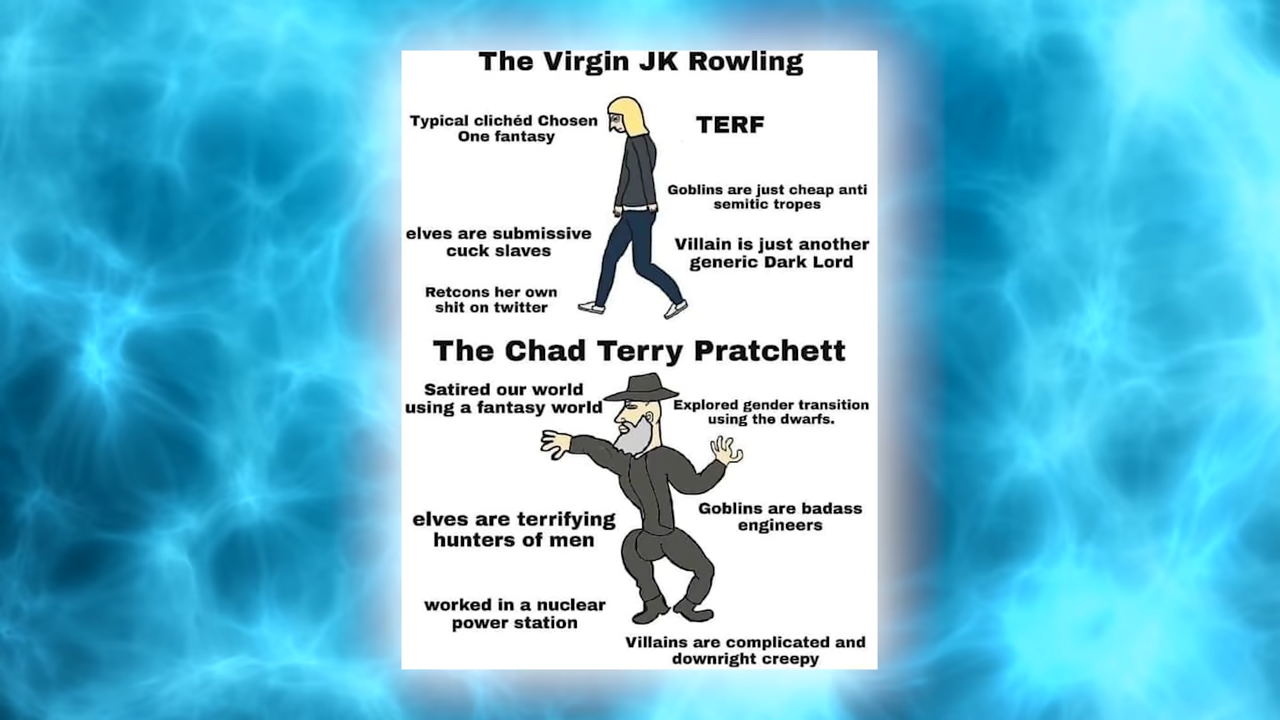 The Virgin JK Rowling
Typical clichéd Chosen
One fantasy
TERF
Goblins are just cheap anti
semitic tropes
elves are submissive
cuck slaves
Villain is just another
generic Dark Lord
Retcons her own
shit on twitter
The Chad Terry Pratchett
Satired our world
using a fantasy world
Explored gender transition
using the dwarfs.
Goblins are badass
engineers
elves are terrifying
hunters of men
worked in a nuclear
power station
Villains are complicated and
downright creepy